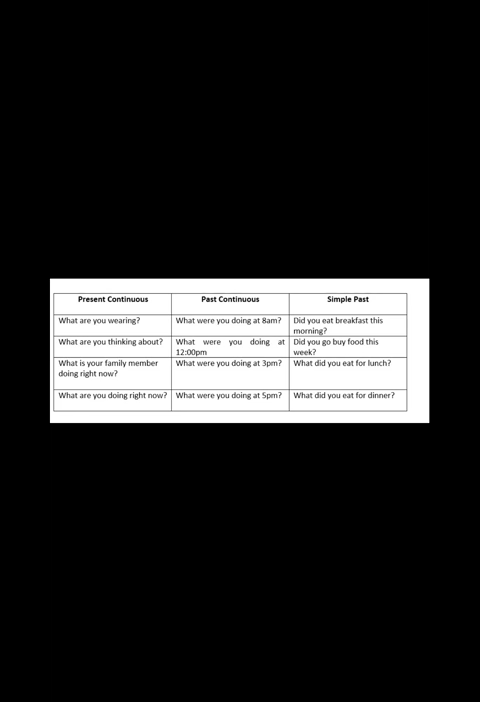 Present Continuous	Past Continuous	Simple Past
What are you wearing?	What were you doing at 8am?	Did you eat breakfast this
morning?
What are you thinking about?	What were you doing at	Did you go buy food this
12:00pm	week?
What is your family member	What were you doing at 3pm?	What did you eat for lunch?
doing right now?
What are you doing right now?	What were you doing at 5pm?	What did you eat for dinner?